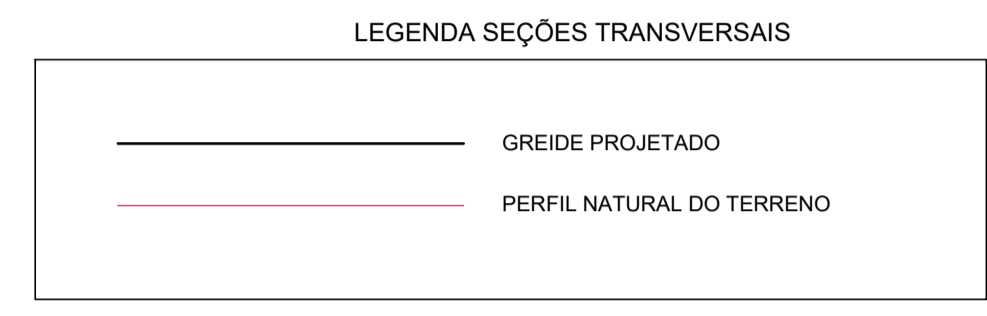 LEGENDA SEÇÕES TRANSVERSAIS
GREIDE PROJETADO
PERFIL NATURAL DO TERRENO